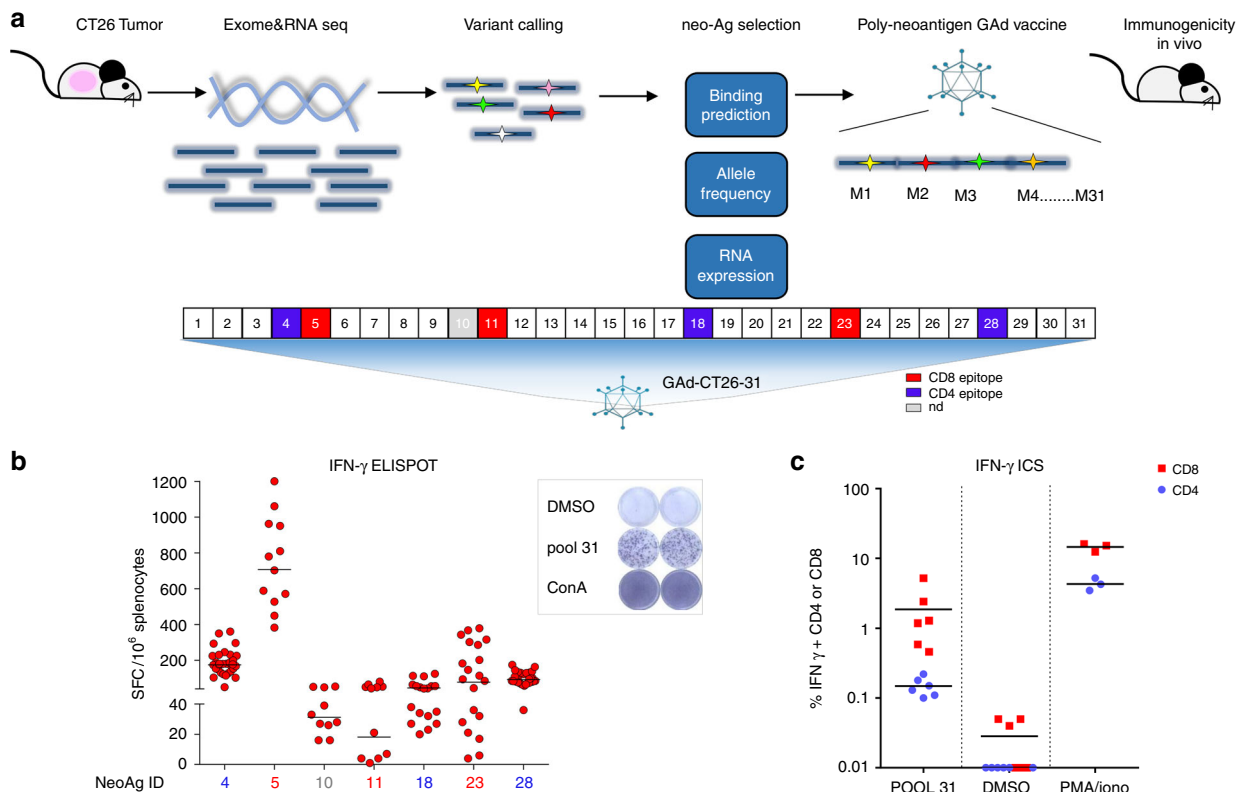 a
CT26 Tumor
Exome&RNA seq
Variant calling
neo-Ag selection
Poly-neoantigen GAd vaccine
Immunogenicity
in vivo
Binding
prediction
Allele
frequency
RNA
expression
M1 M2 M3 M4........M31
1 2 3 4 5 6 7 8 9 10 11 12 13 14 15 16 17 18 19 20 21 22 23 24 25 26 27 28 29 30 31
GAd-CT26-31
CD8 epitope
CD4 epitope
nd
b
IFN-γ ELISPOT
SFC/10⁶ splenocytes
1200
1000
800
600
400
200
40
20
0
DMSO
pool 31
ConA
NeoAg ID 4 5 10 11 18 23 28
c
IFN-γ ICS
CD8
CD4
% IFN γ + CD4 or CD8
100
10
1
0.1
0.01
POOL 31 DMSO PMA/iono